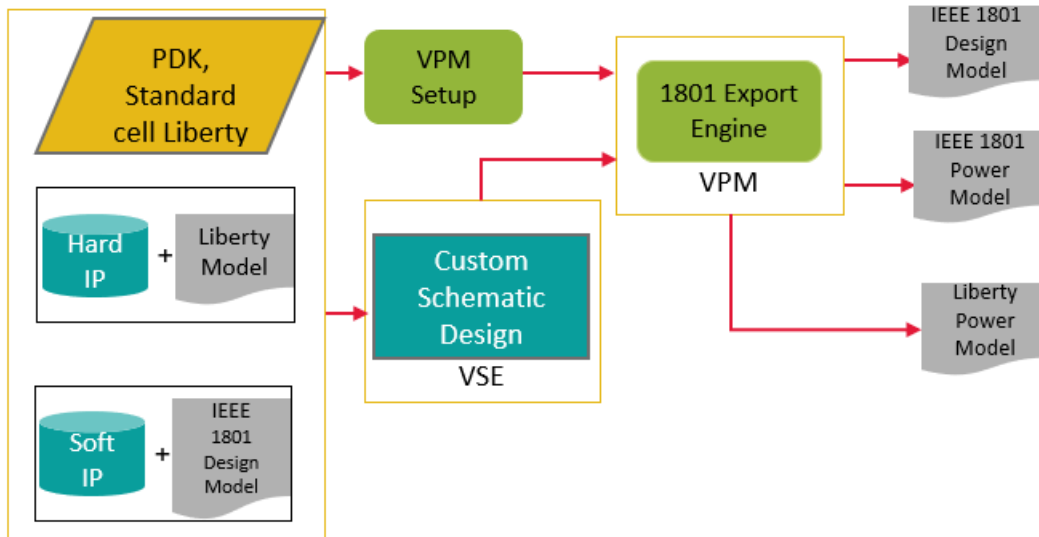 PDK,
Standard
cell Liberty
Hard
IP
+
Liberty
Model
Soft
IP
+
IEEE
1801
Design
Model
VPM
Setup
Custom
Schematic
Design
VSE
1801 Export
Engine
VPM
IEEE 1801
Design
Model
IEEE 1801
Power
Model
Liberty
Power
Model